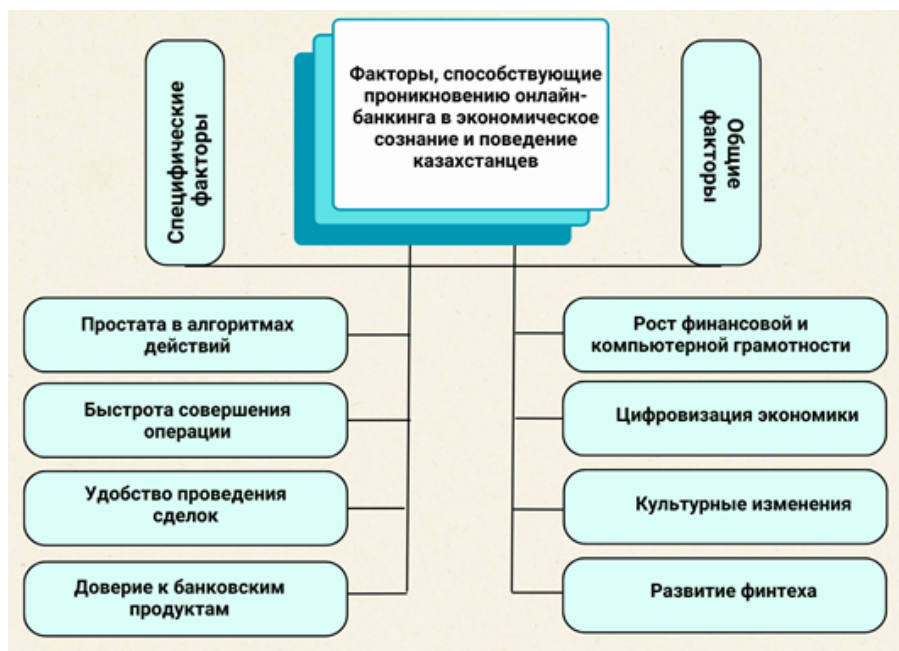 Факторы, способствующие
проникновению онлайн-
банкинга в экономическое
сознание и поведение
казахстанцев
Специфические
факторы
Общие
факторы
Простата в алгоритмах
действий
Быстрота совершения
операции
Удобство проведения
сделок
Доверие к банковским
продуктам
Рост финансовой и
компьютерной грамотности
Цифровизация экономики
Культурные изменения
Развитие финтеха